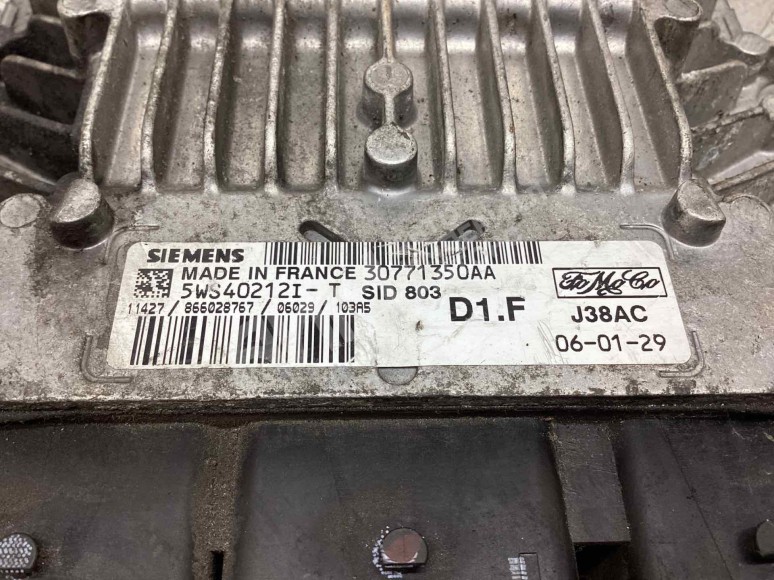 SIEMENS
MADE IN FRANCE 30771350AA
5WS40212I-T SID 803
11427/866028767/06029/103A5
D1.F
FoMoCo
J38AC
06-01-29